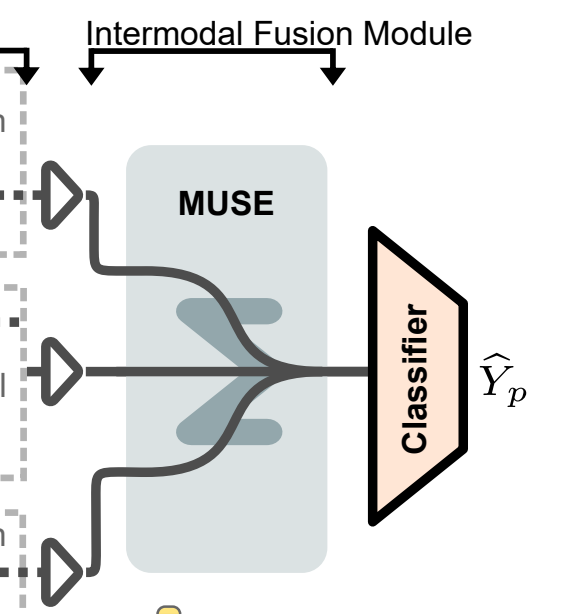 Intermodal Fusion Module
MUSE
Classifier
Ŷₚ